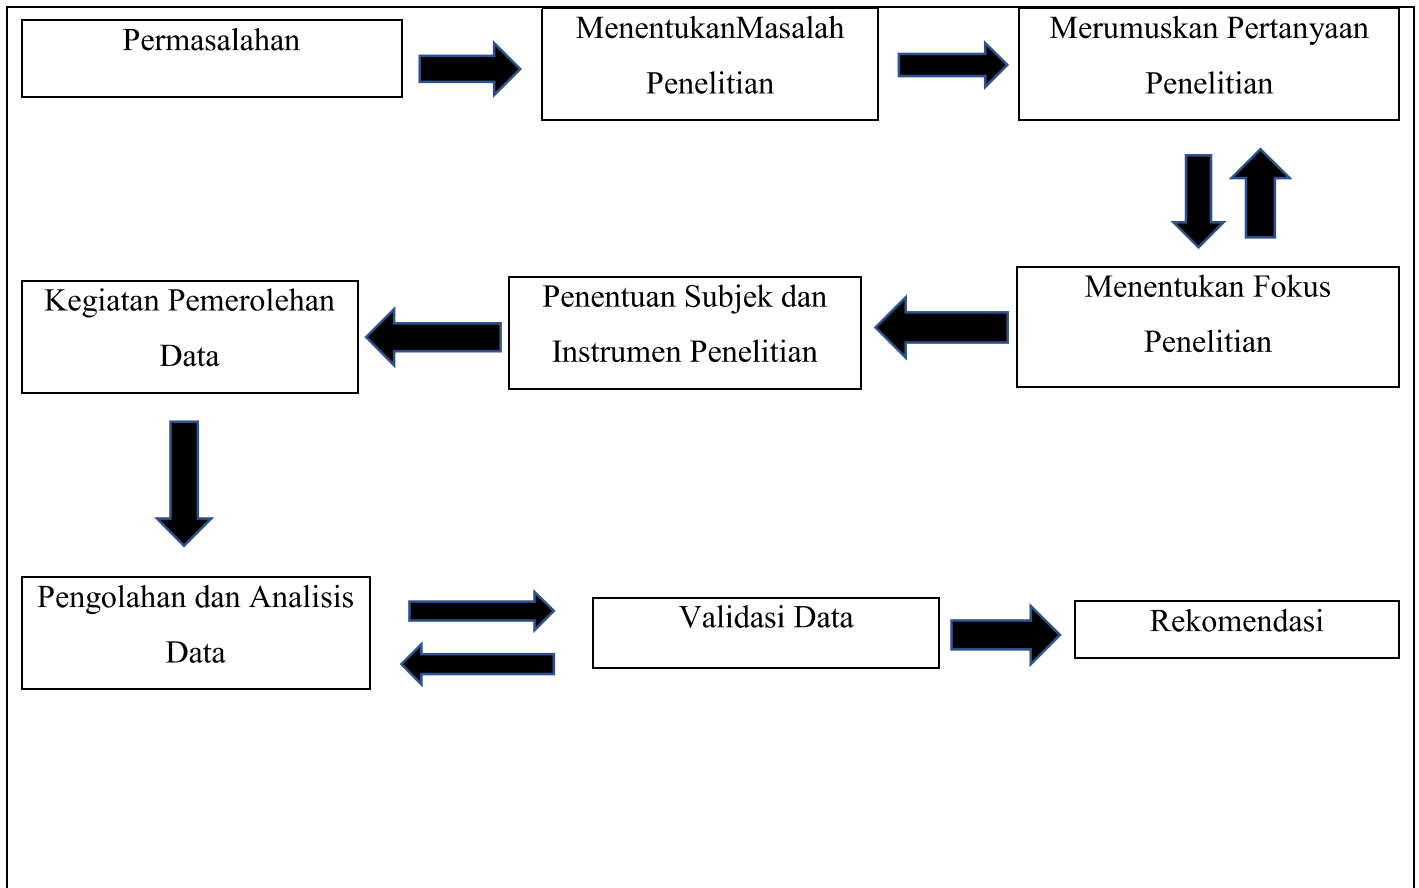 Permasalahan
MenentukanMasalah
Penelitian
Merumuskan Pertanyaan
Penelitian
Menentukan Fokus
Penelitian
Penentuan Subjek dan
Instrumen Penelitian
Kegiatan Pemerolehan
Data
Pengolahan dan Analisis
Data
Validasi Data
Rekomendasi